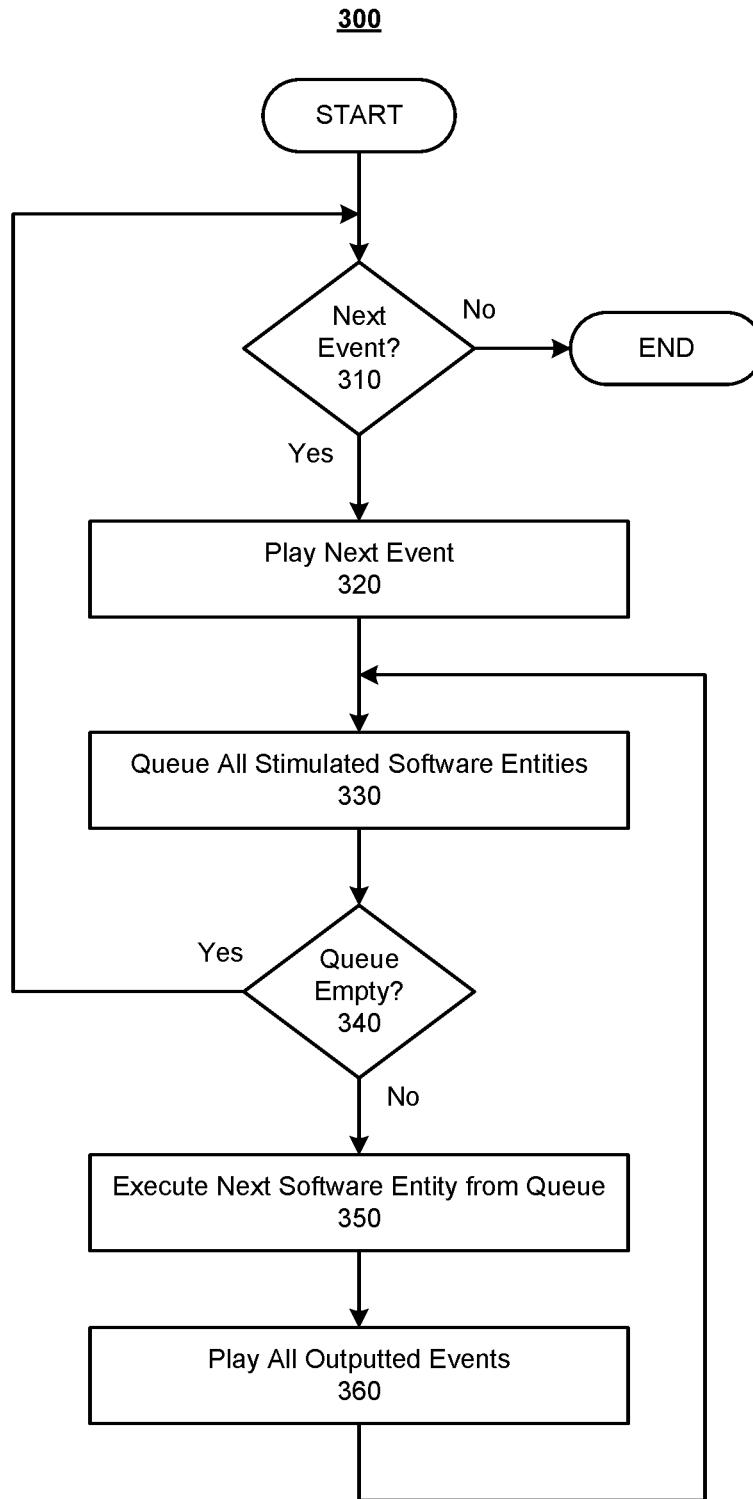 300
START
Next
Event?
310
No
END
Yes
Play Next Event
320
Queue All Stimulated Software Entities
330
Yes
Queue
Empty?
340
No
Execute Next Software Entity from Queue
350
Play All Outputted Events
360